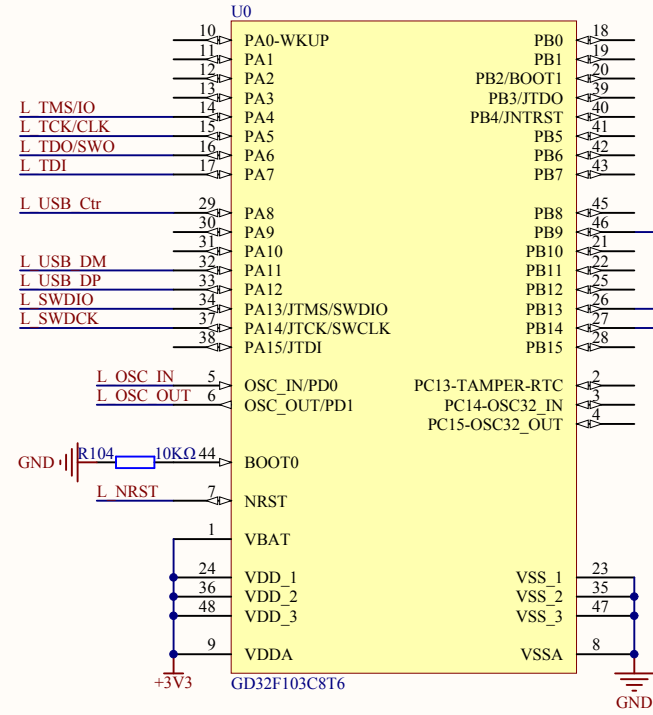 U0
10 PA0-WKUP PB0 18
11 PA1 PB1 19
12 PA2 PB2/BOOT1 20
13 PA3 PB3/JTDO 39
L_TMS/IO 14 PA4 PB4/JNTRST 40
L_TCK/CLK 15 PA5 PB5 41
L_TDO/SWO 16 PA6 PB6 42
L_TDI 17 PA7 PB7 43
L_USB_Ctr 29 PA8 PB8 45
30 PA9 PB9 46
31 PA10 PB10 21
L_USB_DM 32 PA11 PB11 22
L_USB_DP 33 PA12 PB12 25
L_SWDIO 34 PA13/JTMS/SWDIO PB13 26
L_SWDCK 37 PA14/JTCK/SWCLK PB14 27
38 PA15/JTDI PB15 28
L_OSC_IN 5 OSC_IN/PD0 PC13-TAMPER-RTC 2
L_OSC_OUT 6 OSC_OUT/PD1 PC14-OSC32_IN 3
PC15-OSC32_OUT 4
GND R104 10KΩ 44 BOOT0
L_NRST 7 NRST
1 VBAT
24 VDD_1 VSS_1 23
36 VDD_2 VSS_2 35
48 VDD_3 VSS_3 47
9 VDDA VSSA 8
+3V3 GD32F103C8T6
GND